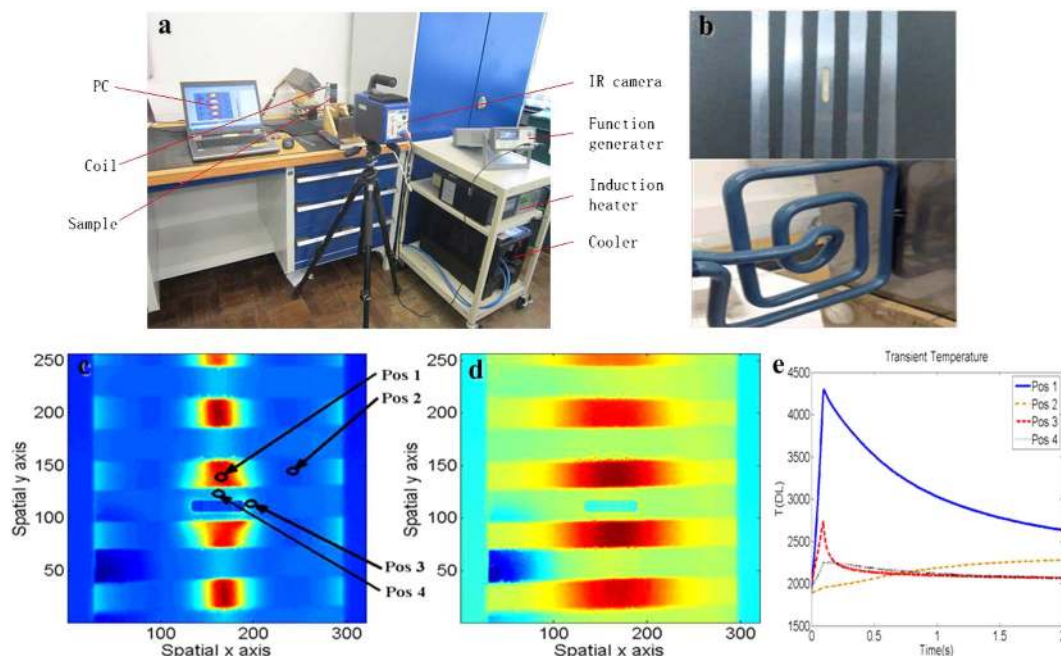 a
PC
Coil
Sample
IR camera
Function
generater
Induction
heater
Cooler
b
c
250
200
150
100
50
100
200
300
Spatial y axis
Spatial x axis
Pos 1
Pos 2
Pos 3
Pos 4
d
250
200
150
100
50
100
200
300
Spatial y axis
Spatial x axis
e
Transient Temperature
4500
4000
3500
3000
2500
2000
1500
T(DL)
0
0.5
1
1.5
2
Time(s)
Pos 1
Pos 2
Pos 3
Pos 4